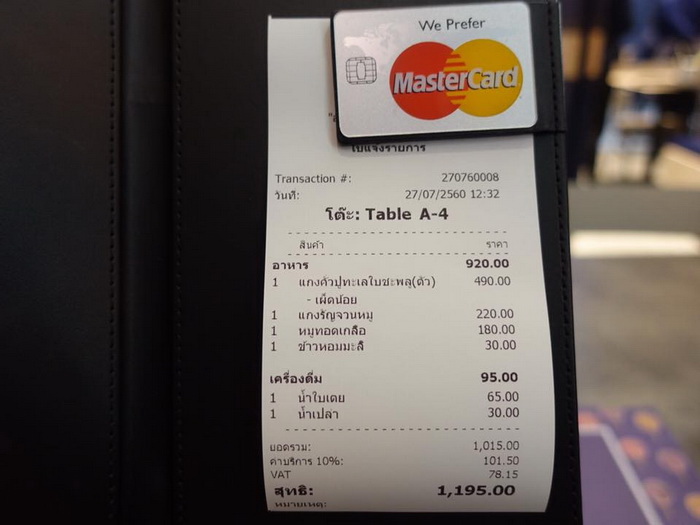 We Prefer
MasterCard
ใบแจ้งรายการ
Transaction #: 270760008
วันที่: 27/07/2560 12:32
โต๊ะ: Table A-4
สินค้า ราคา
อาหาร 920.00
1 แกงคั่วปูทะเลใบชะพลู(ตัว) 490.00
- เผ็ดน้อย
1 แกงรัญจวนหมู 220.00
1 หมูทอดเกลือ 180.00
1 ข้าวหอมมะลิ 30.00
เครื่องดื่ม 95.00
1 น้ำใบเตย 65.00
1 น้ำเปล่า 30.00
ยอดรวม: 1,015.00
ค่าบริการ 10%: 101.50
VAT 78.15
สุทธิ: 1,195.00
หมายเหตุ: